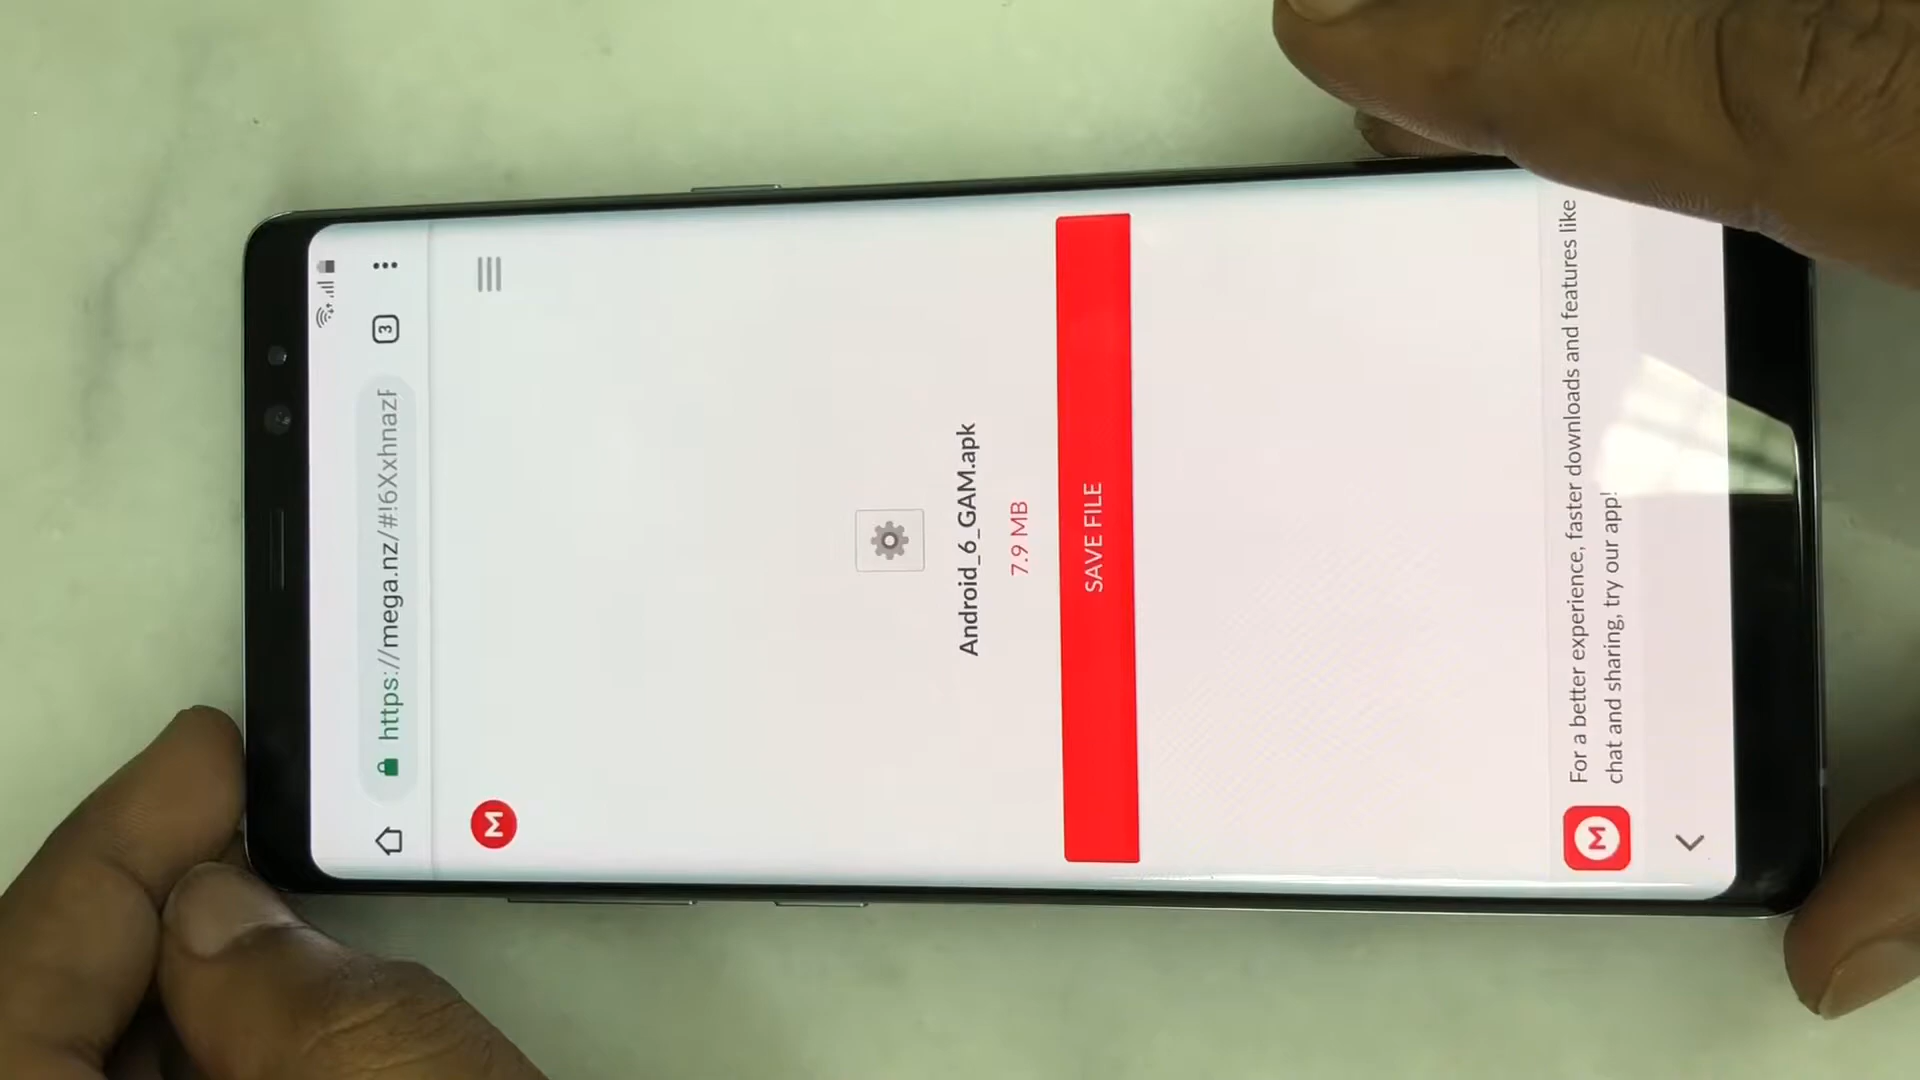 https://mega.nz/#!6XxhnazF
3
M
Android_6_GAM.apk
7.9 MB
SAVE FILE
M
For a better experience, faster downloads and features like
chat and sharing, try our app!